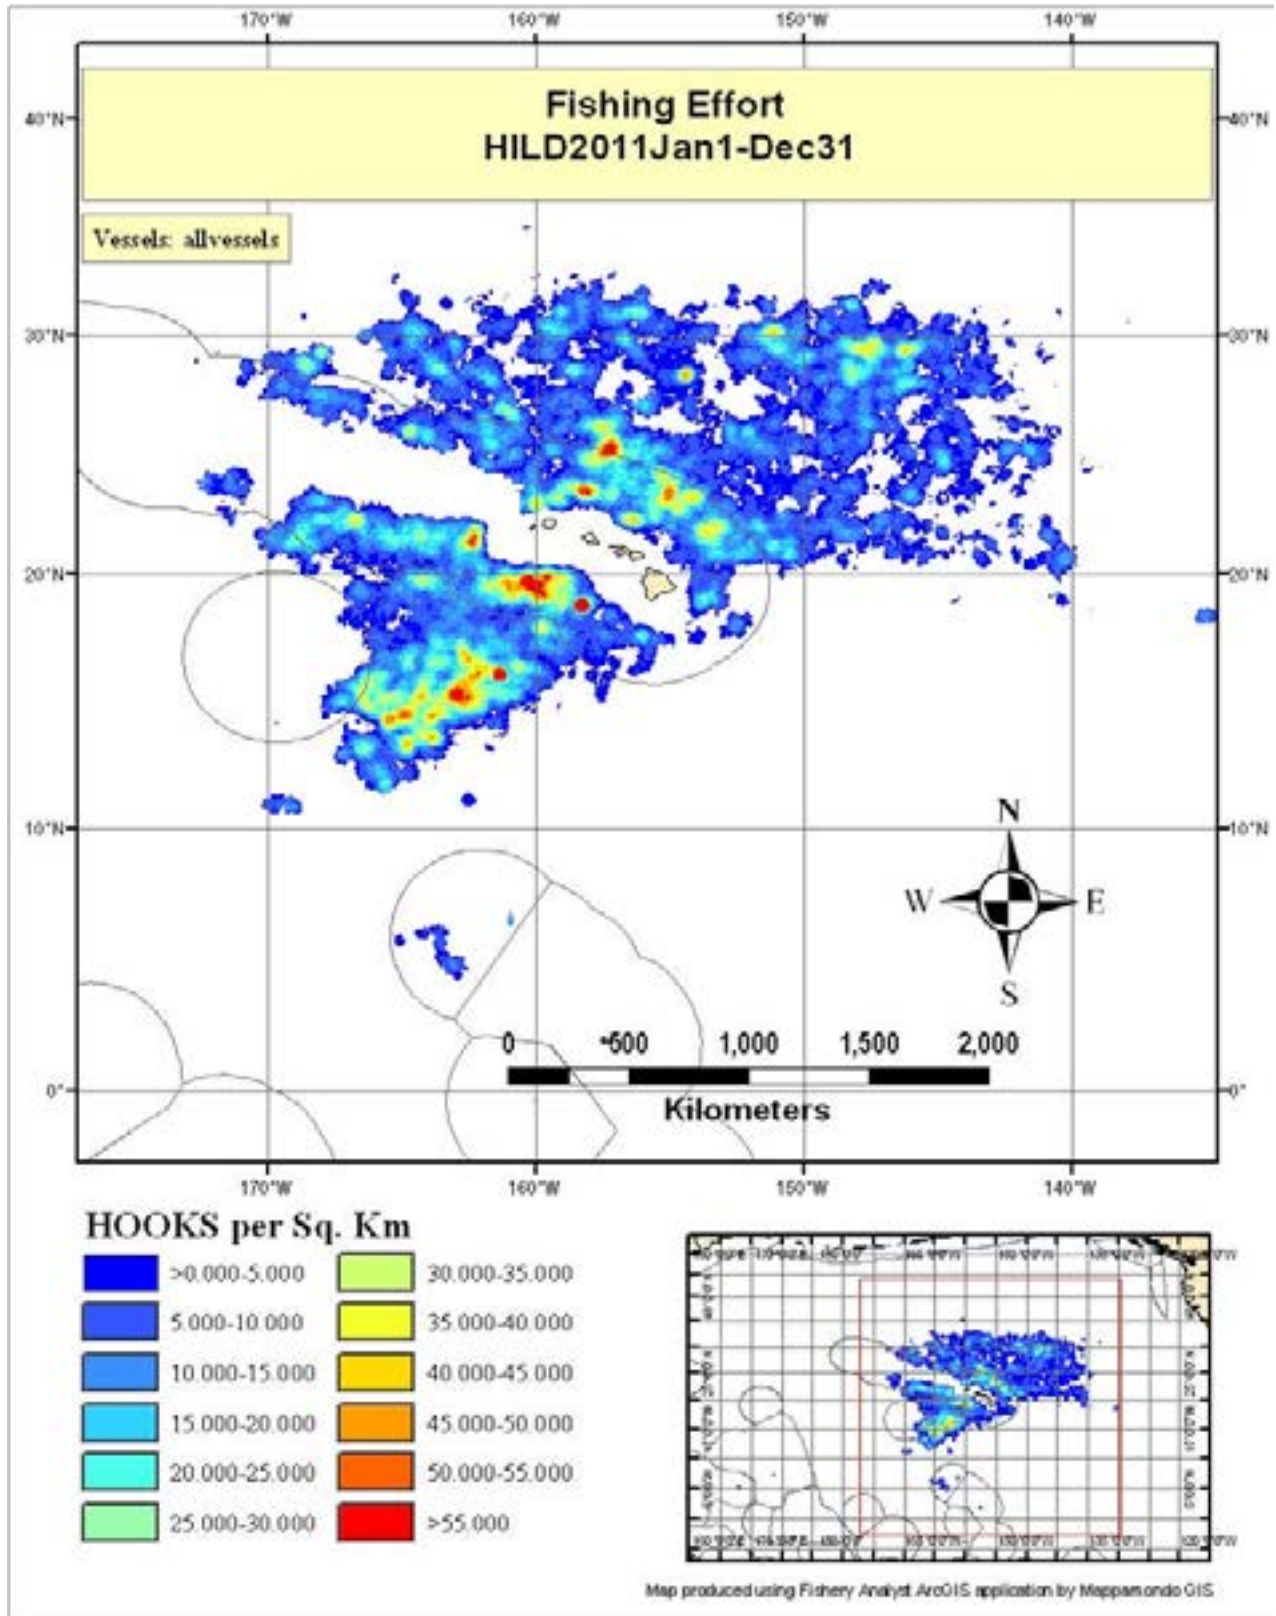 170°W 160°W 150°W 140°W
Fishing Effort
HILD2011Jan1-Dec31
40°N 40°N
Vessels: allvessels
30°N 30°N
20°N 20°N
10°N 10°N
N
W E
S
0 500 1,000 1,500 2,000
Kilometers
0° 0°
170°W 160°W 150°W 140°W
HOOKS per Sq. Km
>0.000-5.000 30.000-35.000
5.000-10.000 35.000-40.000
10.000-15.000 40.000-45.000
15.000-20.000 45.000-50.000
20.000-25.000 50.000-55.000
25.000-30.000 >55.000
Map produced using Fishery Analyst ArcGIS application by Mappamondo GIS